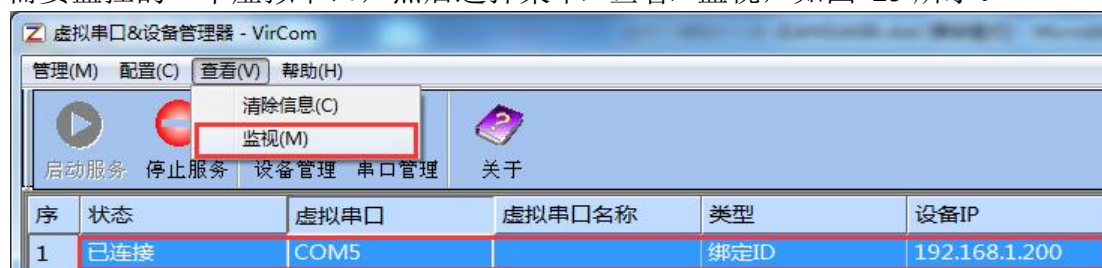 虚拟串口&设备管理器 - VirCom
管理(M) 配置(C) 查看(V) 帮助(H)
清除信息(C)
监视(M)
启动服务 停止服务 设备管理 串口管理 关于
序 状态 虚拟串口 虚拟串口名称 类型 设备IP
1 已连接 COM5 绑定ID 192.168.1.200